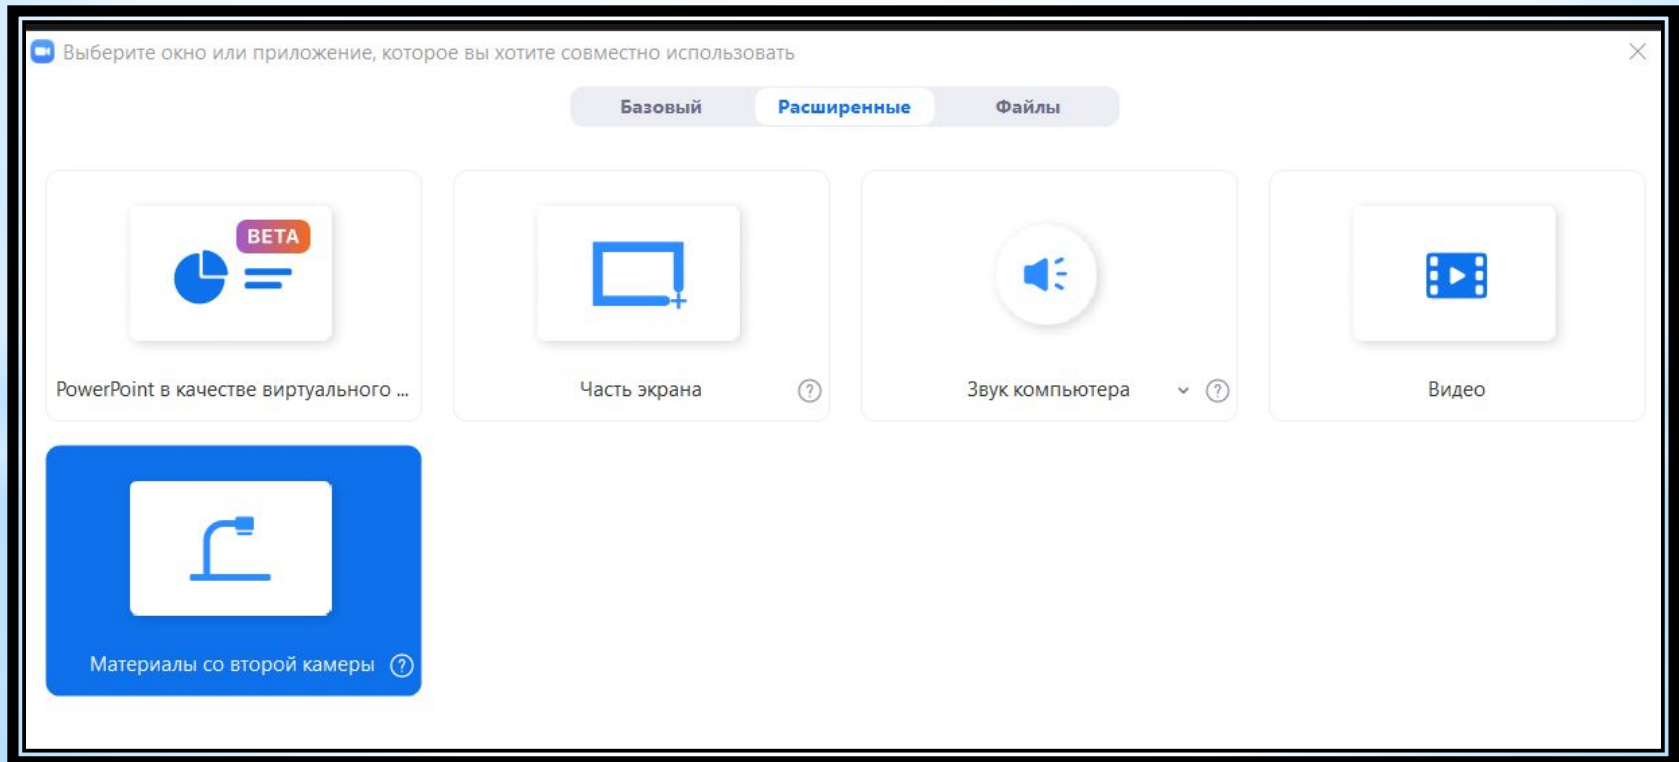 Выберите окно или приложение, которое вы хотите совместно использовать
Базовый Расширенные Файлы
BETA
PowerPoint в качестве виртуального ...
Часть экрана
Звук компьютера
Видео
Материалы со второй камеры